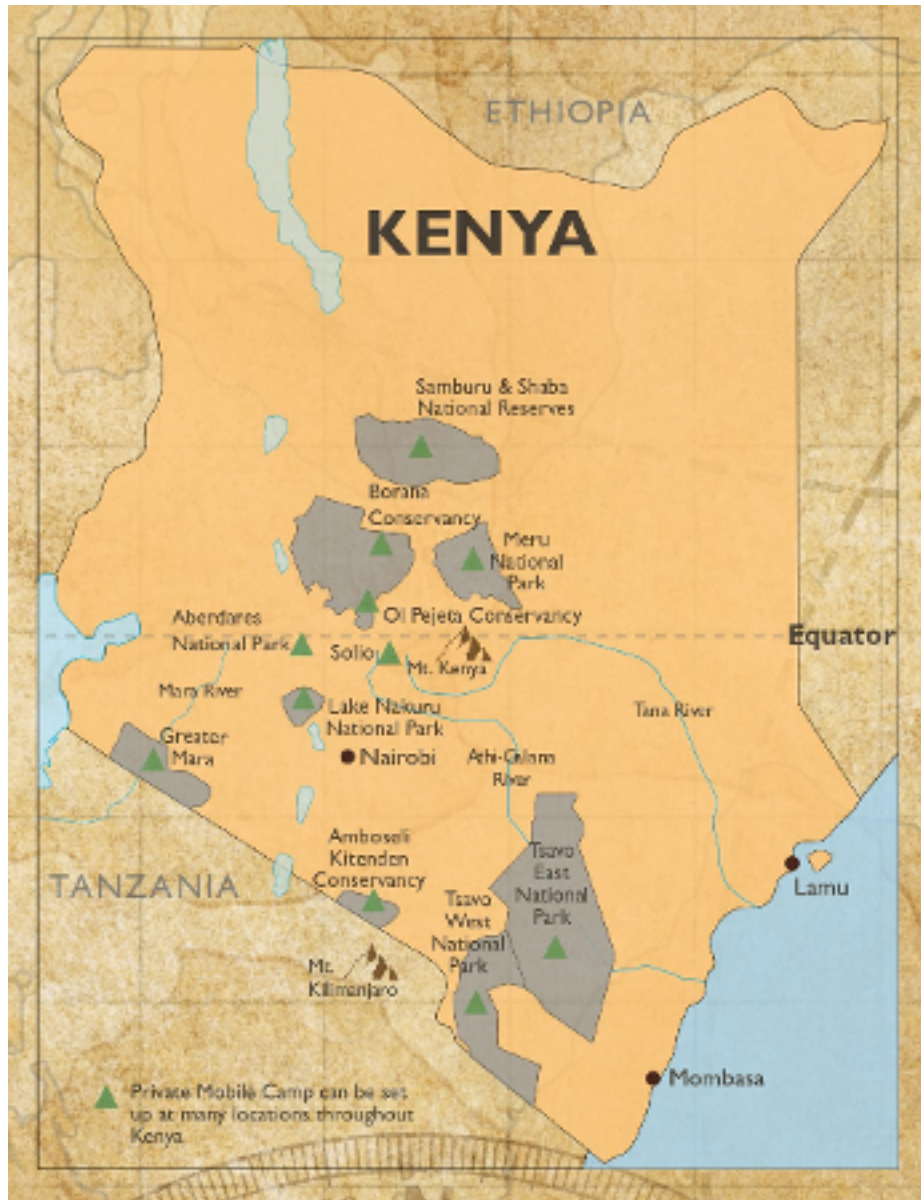 ETHIOPIA
KENYA
Samburu & Shaba
National Reserves
Borana
Conservancy
Meru
National
Park
Ol Pejeta Conservancy
Aberdares
National Park
Equator
Solio
Mt. Kenya
Mara River
Lake Nakuru
National Park
Tana River
Greater
Mara
Nairobi
Athi-Galana
River
Amboseli
Kitenden
Conservancy
Tsavo
East
National
Park
TANZANIA
Lamu
Tsavo
West
National
Park
Mt.
Kilimanjaro
Mombasa
Private Mobile Camp can be set
up at many locations throughout
Kenya